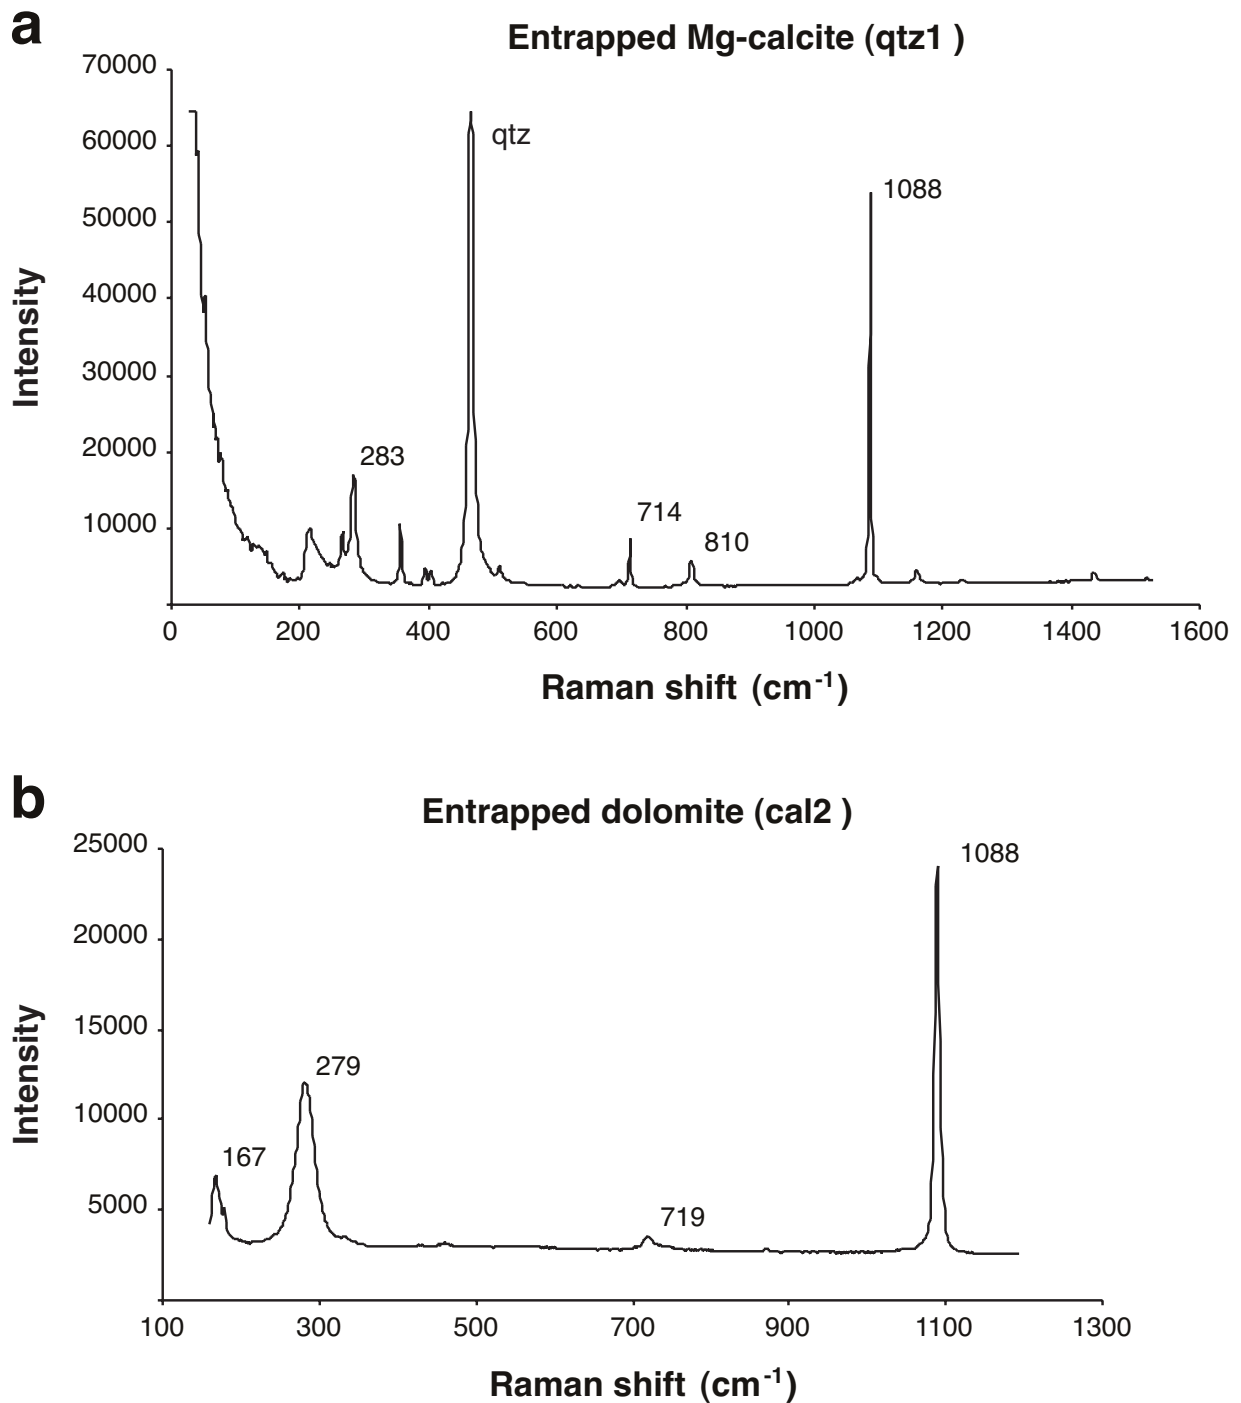 a
Entrapped Mg-calcite (qtz1 )
70000
60000
50000
40000
30000
20000
10000
Intensity
qtz
1088
283
714
810
0 200 400 600 800 1000 1200 1400 1600
Raman shift (cm-1)
b
Entrapped dolomite (cal2 )
25000
20000
15000
10000
5000
Intensity
1088
279
167
719
100 300 500 700 900 1100 1300
Raman shift (cm-1)